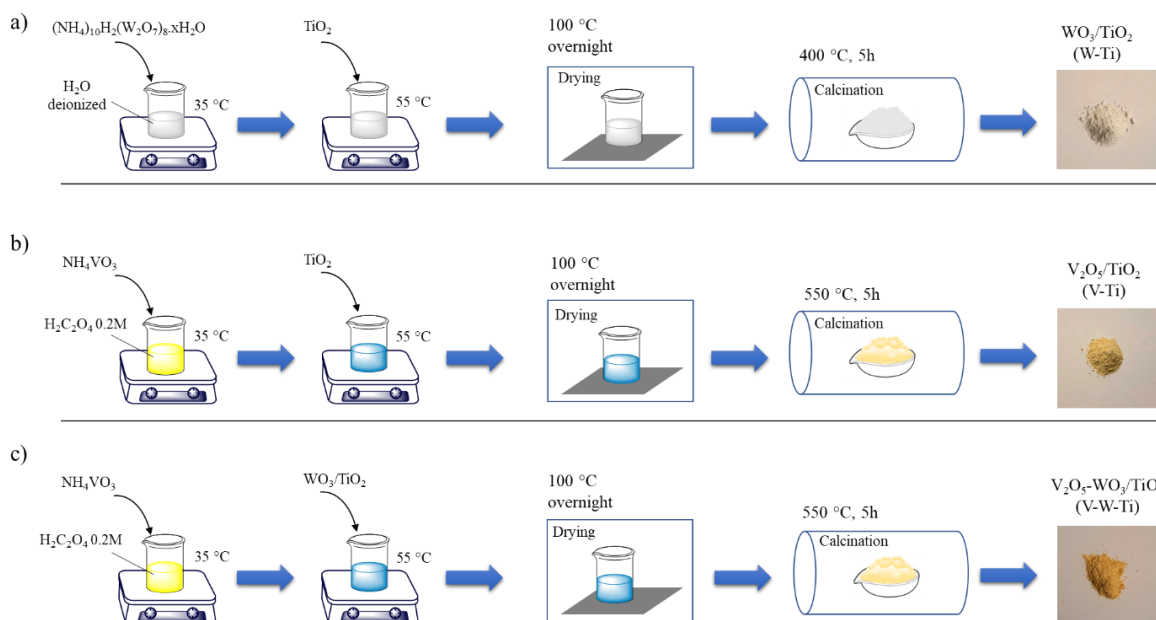 a)
(NH₄)₁₀H₂(W₂O₇)₈.xH₂O
H₂O
deionized
35 °C
TiO₂
55 °C
100 °C
overnight
Drying
400 °C, 5h
Calcination
WO₃/TiO₂
(W-Ti)
b)
NH₄VO₃
H₂C₂O₄ 0.2M
35 °C
TiO₂
55 °C
100 °C
overnight
Drying
550 °C, 5h
Calcination
V₂O₅/TiO₂
(V-Ti)
c)
NH₄VO₃
H₂C₂O₄ 0.2M
35 °C
WO₃/TiO₂
55 °C
100 °C
overnight
Drying
550 °C, 5h
Calcination
V₂O₅-WO₃/TiO
(V-W-Ti)